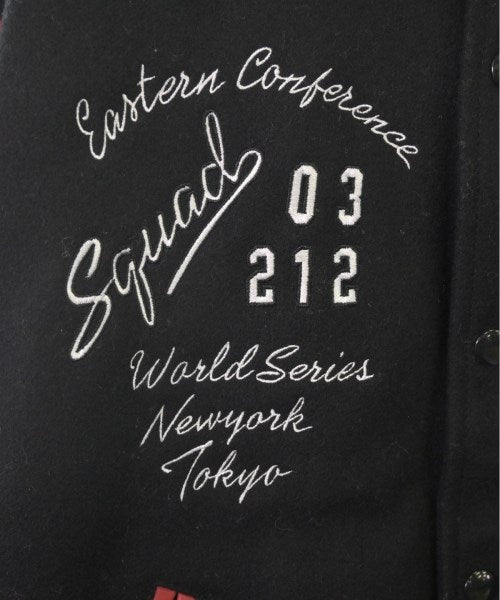 Eastern Conference
Squad
03
212
World Series
Newyork
Tokyo